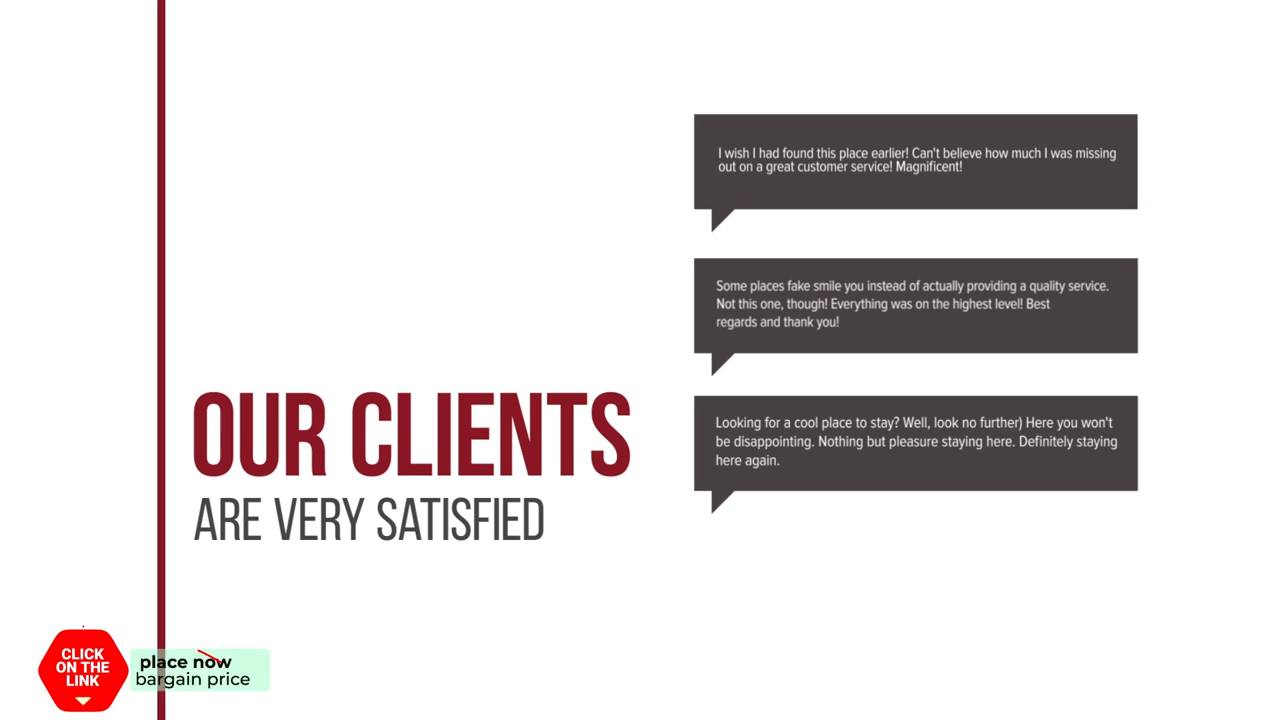 I wish I had found this place earlier! Can't believe how much I was missing
out on a great customer service! Magnificent!
Some places fake smile you instead of actually providing a quality service.
Not this one, though! Everything was on the highest level! Best
regards and thank you!
Looking for a cool place to stay? Well, look no further) Here you won't
be disappointing. Nothing but pleasure staying here. Definitely staying
here again.
OUR CLIENTS
ARE VERY SATISFIED
CLICK
ON THE
LINK
place now
bargain price